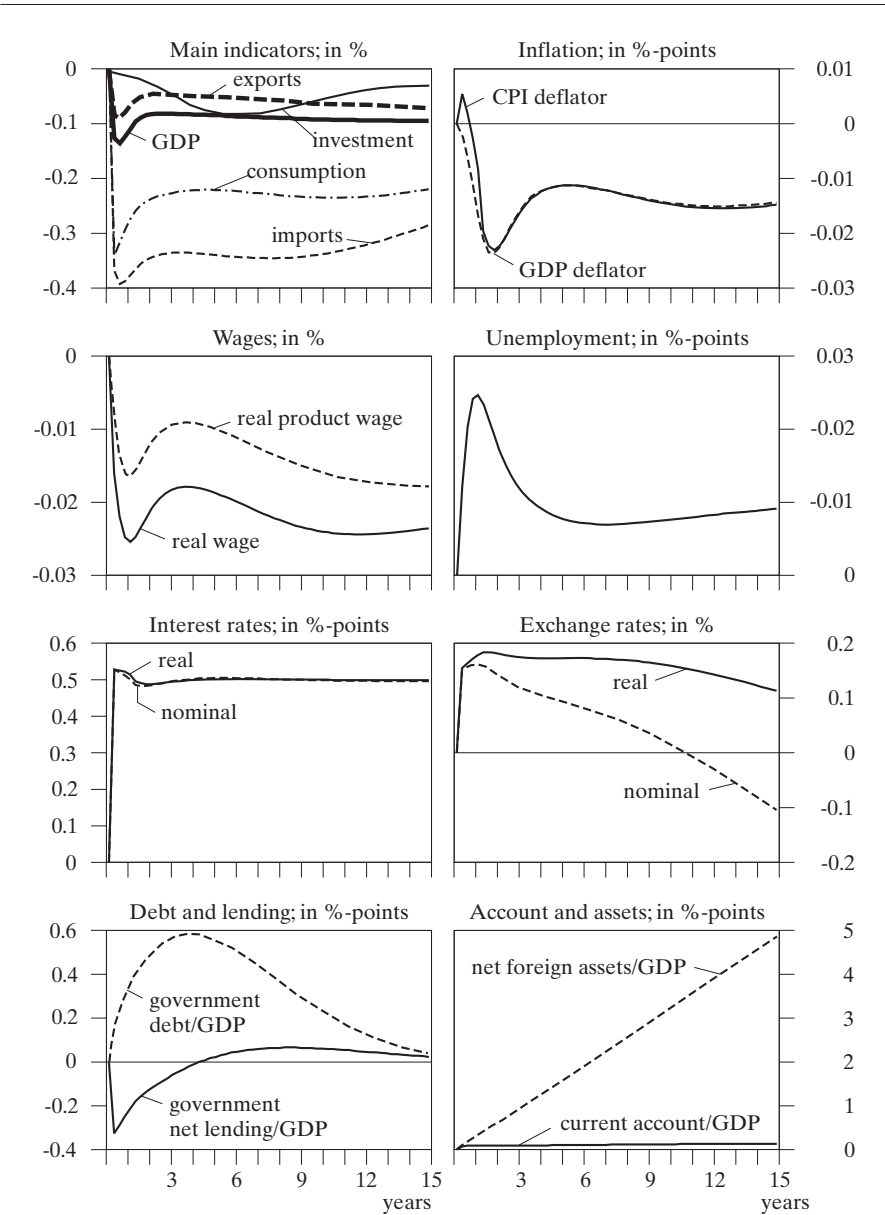 Main indicators; in %
0
-0.1
-0.2
-0.3
-0.4
exports
GDP
investment
consumption
imports
Inflation; in %-points
0.01
0
-0.01
-0.02
-0.03
CPI deflator
GDP deflator
Wages; in %
0
-0.01
-0.02
-0.03
real product wage
real wage
Unemployment; in %-points
0.03
-0.02
-0.01
0
Interest rates; in %-points
0.6
0.5
0.4
0.3
0.2
0.1
0
real
nominal
Exchange rates; in %
0.2
0.1
0
-0.1
-0.2
real
nominal
Debt and lending; in %-points
0.6
0.4
0.2
0
-0.2
-0.4
government
debt/GDP
government
net lending/GDP
3 6 9 12 15
years
Account and assets; in %-points
5
4
3
2
1
0
net foreign assets/GDP
current account/GDP
3 6 9 12 15
years